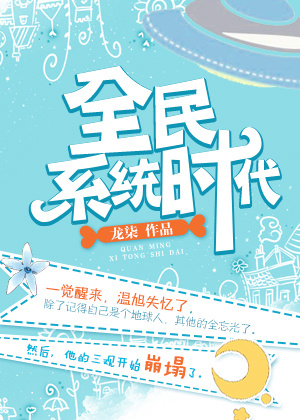 全民
系统时代
龙柒 作品
QUAN MING
XI TONG SHI DAI
一觉醒来，温旭失忆了，
除了记得自己是个地球人，其他的全忘光了。
然后，他的三观开始崩塌了。